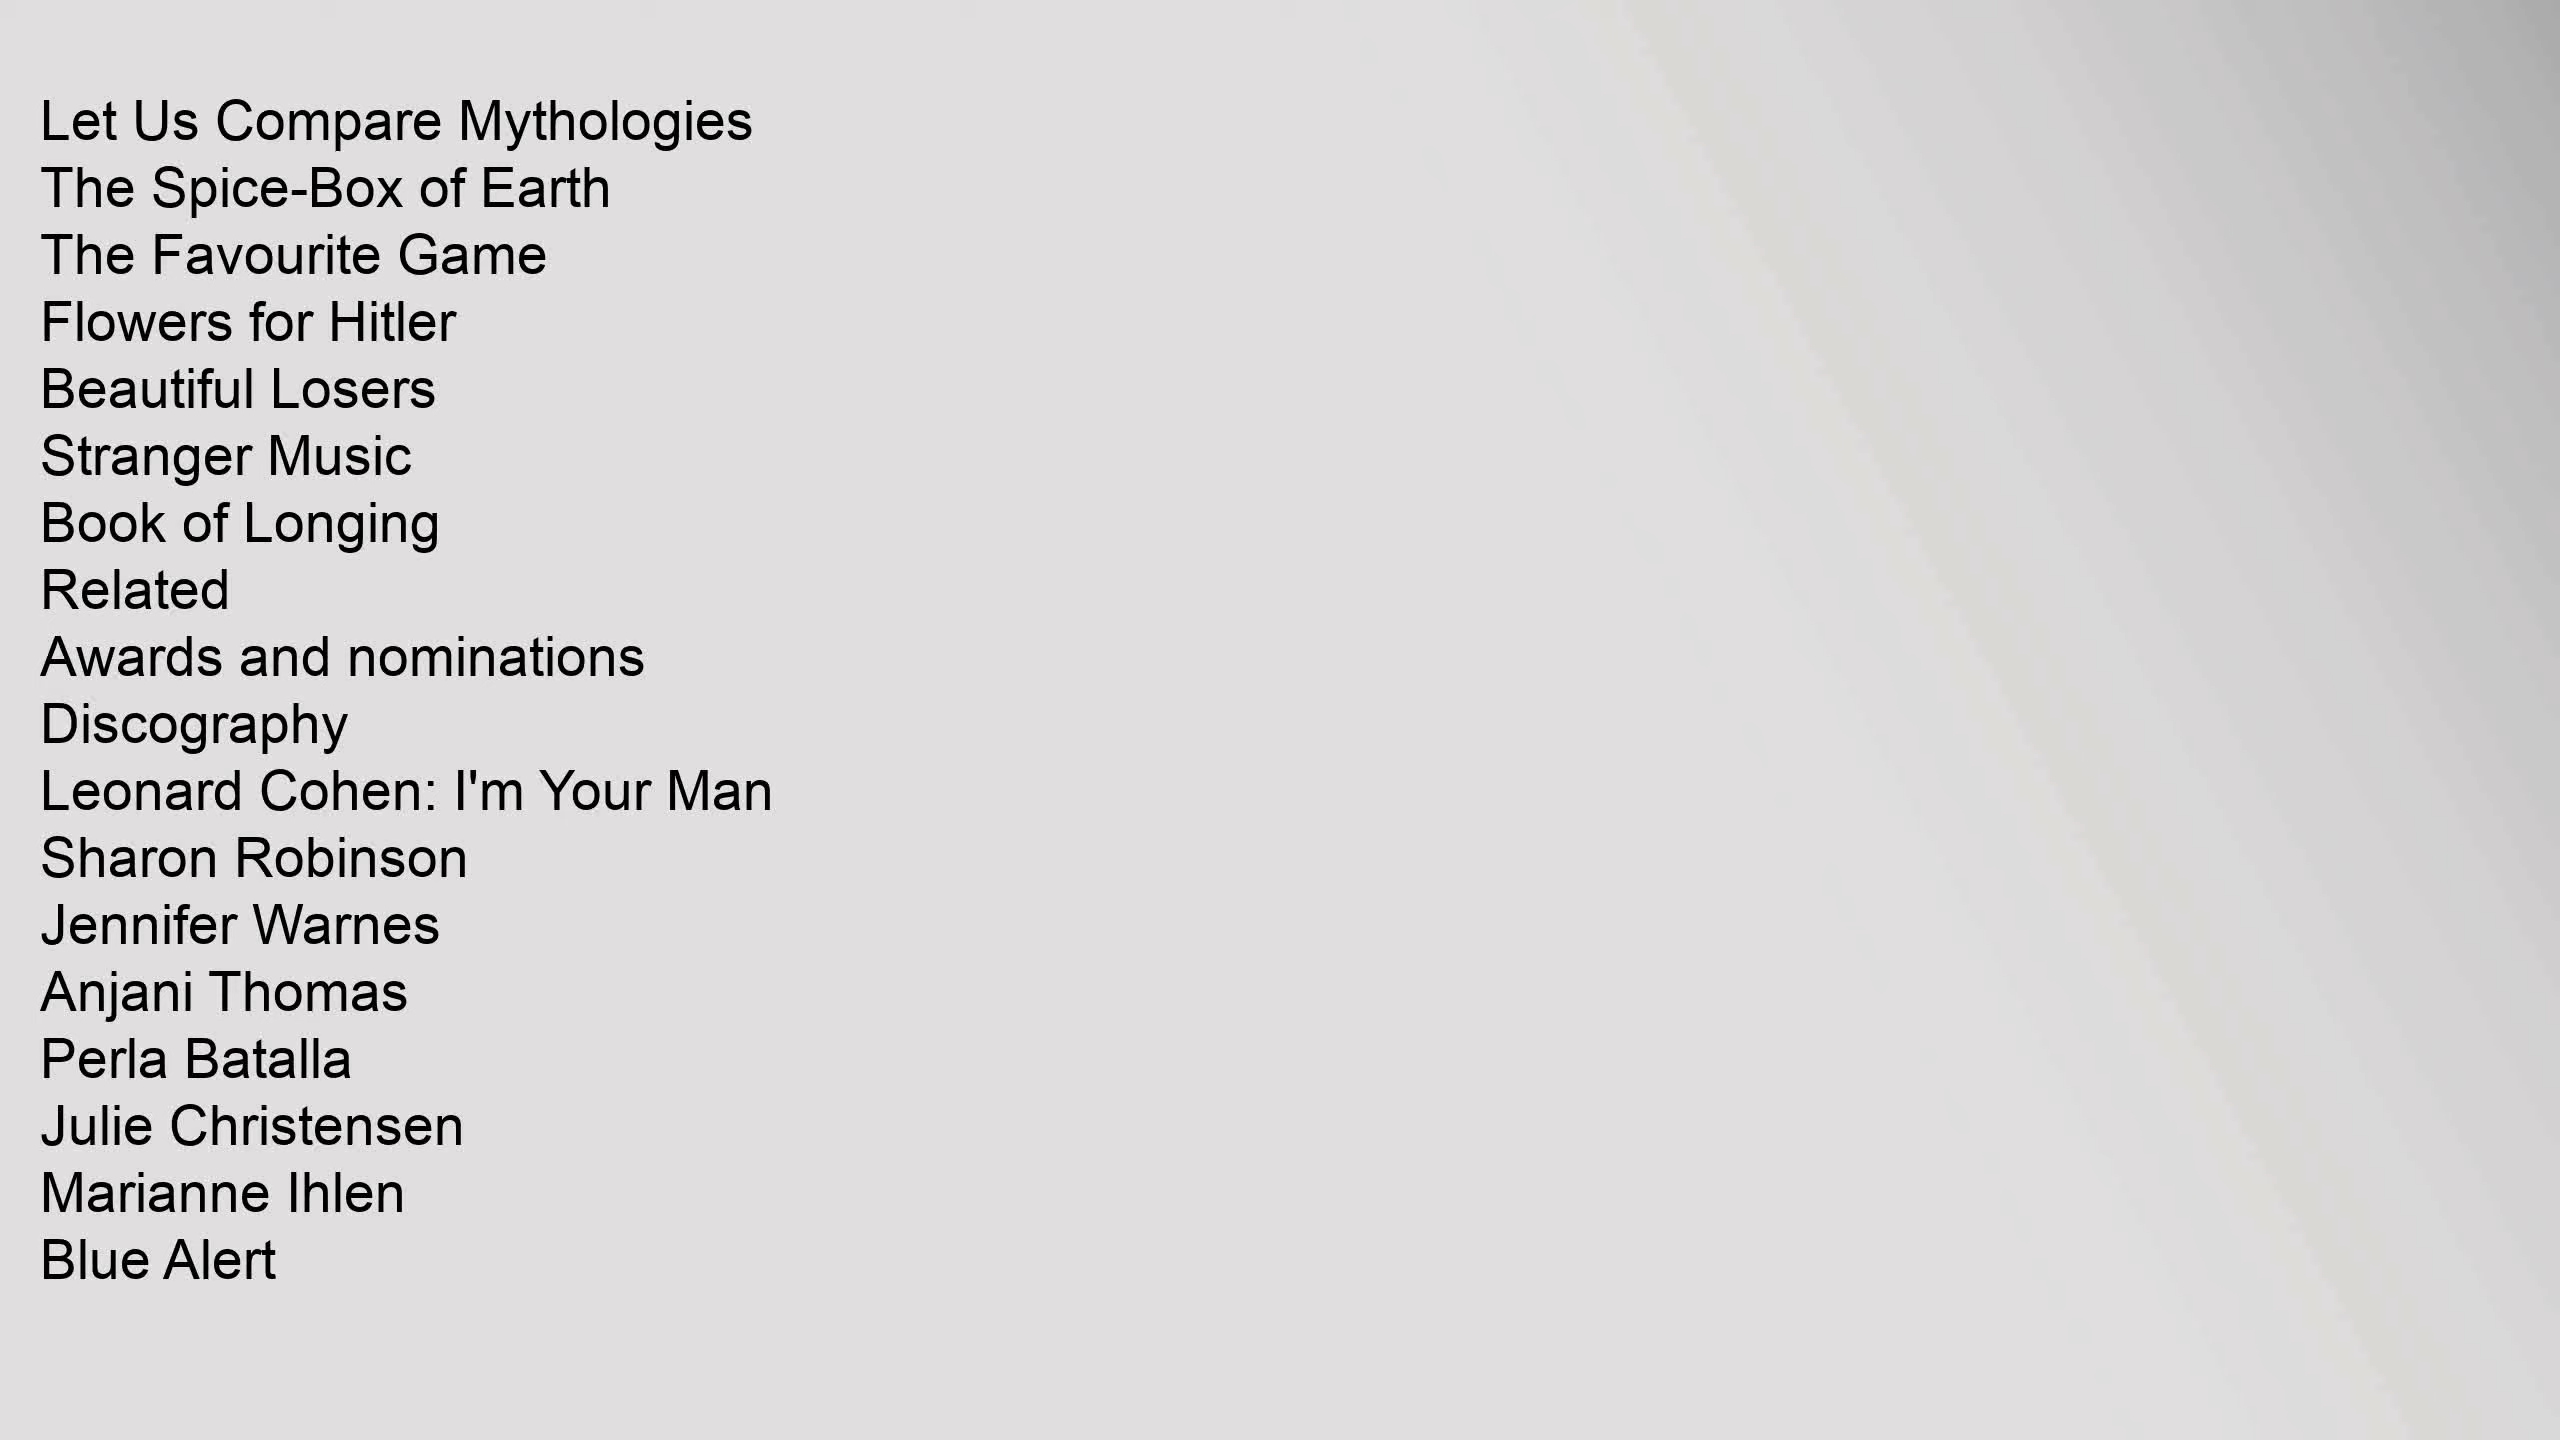 Let Us Compare Mythologies
The Spice-Box of Earth
The Favourite Game
Flowers for Hitler
Beautiful Losers
Stranger Music
Book of Longing
Related
Awards and nominations
Discography
Leonard Cohen: I'm Your Man
Sharon Robinson
Jennifer Warnes
Anjani Thomas
Perla Batalla
Julie Christensen
Marianne Ihlen
Blue Alert